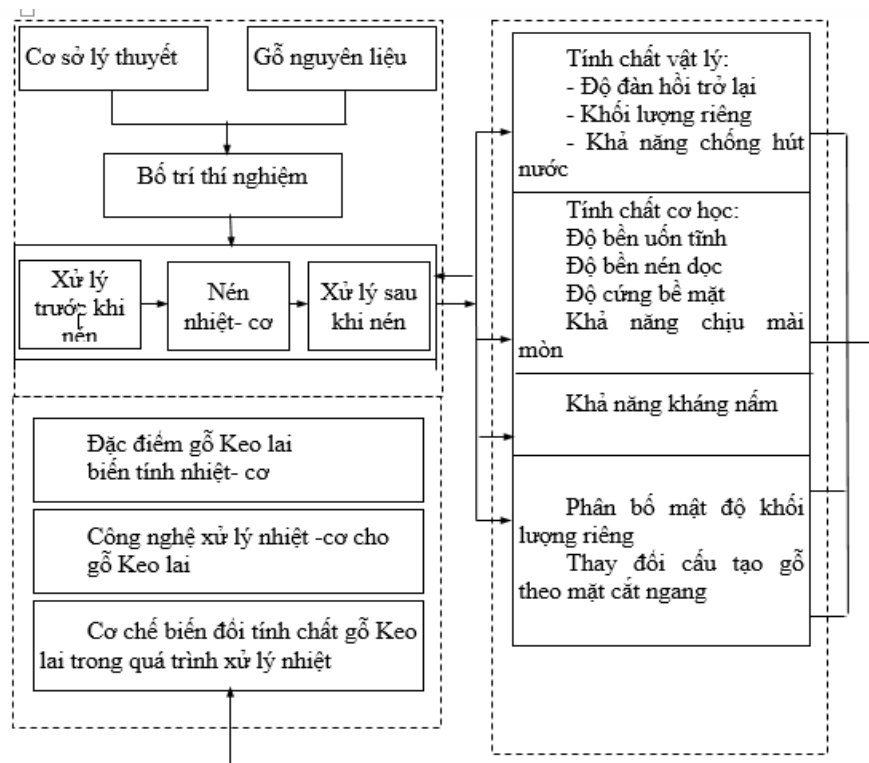 Cơ sở lý thuyết
Gỗ nguyên liệu
Bố trí thí nghiệm
Xử lý
trước khi
nén
Nén
nhiệt- cơ
Xử lý sau
khi nén
Đặc điểm gỗ Keo lai
biến tính nhiệt- cơ
Công nghệ xử lý nhiệt -cơ cho
gỗ Keo lai
Cơ chế biến đổi tính chất gỗ Keo
lai trong quá trình xử lý nhiệt
Tính chất vật lý:
- Độ đàn hồi trở lại
- Khối lượng riêng
- Khả năng chống hút
nước
Tính chất cơ học:
Độ bền uốn tĩnh
Độ bền nén dọc
Độ cứng bề mặt
Khả năng chịu mài
mòn
Khả năng kháng nấm
Phân bố mật độ khối
lượng riêng
Thay đổi cấu tạo gỗ
theo mặt cắt ngang